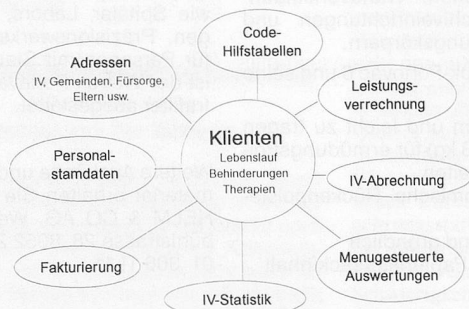 Code-
Hilfstabellen
Adressen
IV, Gemeinden, Fürsorge,
Eltern usw.
Leistungs-
verrechnung
Klienten
Lebenslauf
Behinderungen
Therapien
Personal-
stamdaten
IV-Abrechnung
Fakturierung
Menugesteuerte
Auswertungen
IV-Statistik